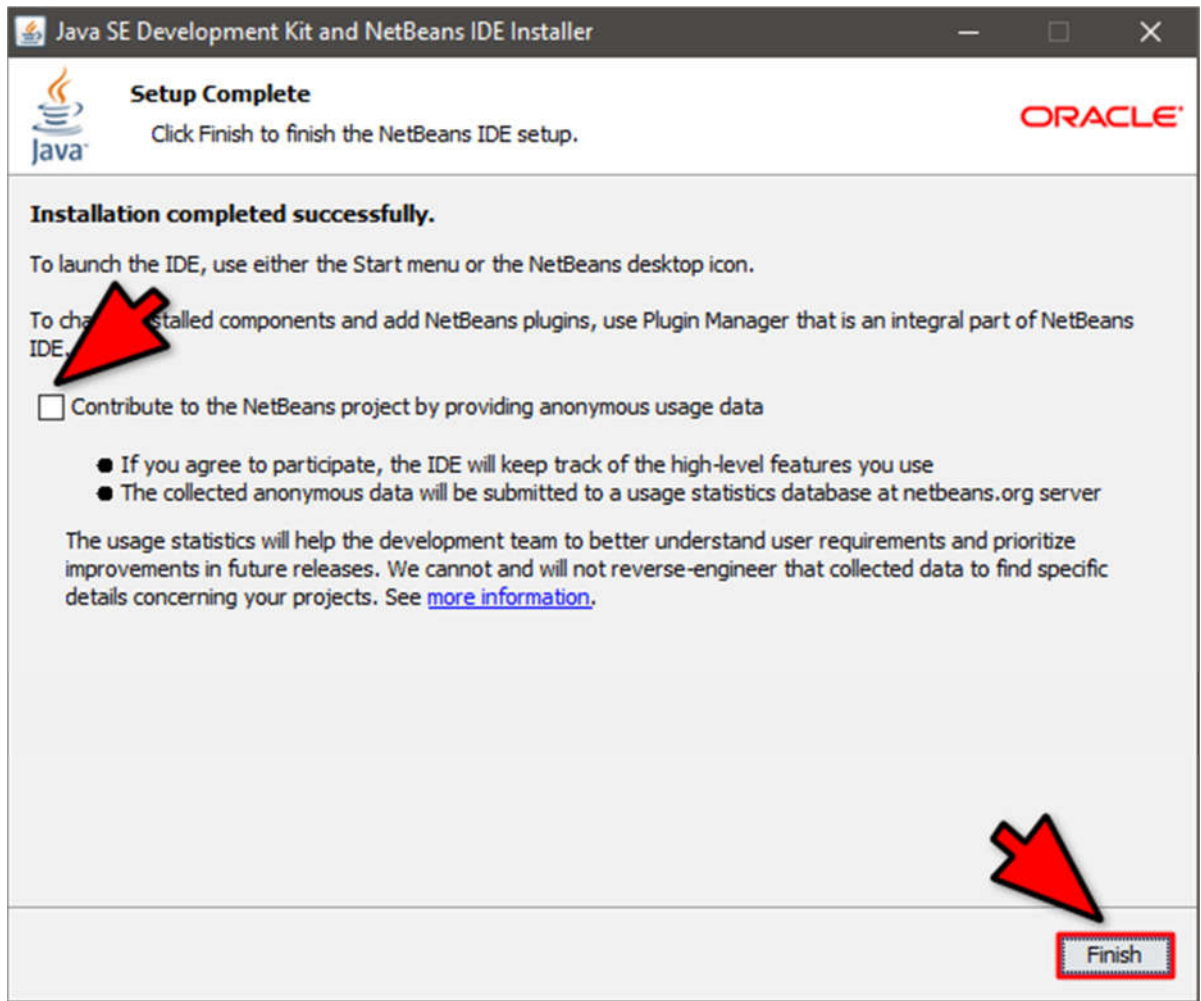 Java SE Development Kit and NetBeans IDE Installer
Setup Complete
Click Finish to finish the NetBeans IDE setup.
Java
ORACLE
Installation completed successfully.
To launch the IDE, use either the Start menu or the NetBeans desktop icon.
To cha stalled components and add NetBeans plugins, use Plugin Manager that is an integral part of NetBeans
IDE.
Contribute to the NetBeans project by providing anonymous usage data
If you agree to participate, the IDE will keep track of the high-level features you use
The collected anonymous data will be submitted to a usage statistics database at netbeans.org server
The usage statistics will help the development team to better understand user requirements and prioritize
improvements in future releases. We cannot and will not reverse-engineer that collected data to find specific
details concerning your projects. See more information.
Finish